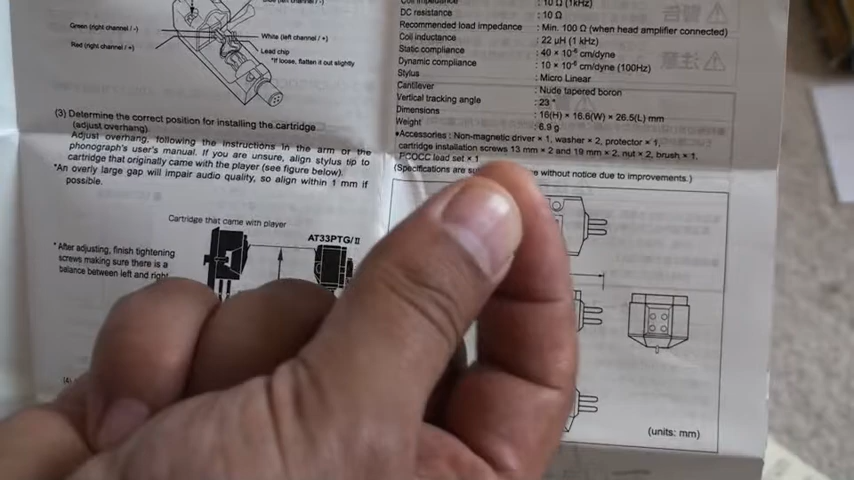 Green (right channel / -)
Red (right channel / +)
White (left channel / +)
Lead chip
*If loose, flatten it out slightly
(3) Determine the correct position for installing the cartridge
(adjust overhang).
Adjust overhang, following the instructions in the arm or the
phonograph's user's manual. If you are unsure, align stylus tip to
cartridge that originally came with the player (see figure below).
*An overly large gap will impair audio quality, so align within 1 mm if
possible.
Cartridge that came with player
AT33PTG/II
*After adjusting, finish tightening
screws making sure there is a
balance between left and right.
DC resistance : 10 Ω
Recommended load impedance : Min. 100 Ω (when head amplifier connected)
Coil inductance : 22 μH (1 kHz)
Static compliance : 40 × 10⁻⁶ cm/dyne
Dynamic compliance : 10 × 10⁻⁶ cm/dyne (100Hz)
Stylus : Micro Linear
Cantilever : Nude tapered boron
Vertical tracking angle : 23°
Dimensions : 16(H) × 16.6(W) × 26.5(L) mm
Weight : 6.9 g
●Accessories : Non-magnetic driver × 1, washer × 2, protector × 1,
cartridge installation screws 13 mm × 2 and 19 mm × 2, nut × 2, brush × 1,
PCOCC lead set × 1
(Specifications are without notice due to improvements.)
(units: mm)